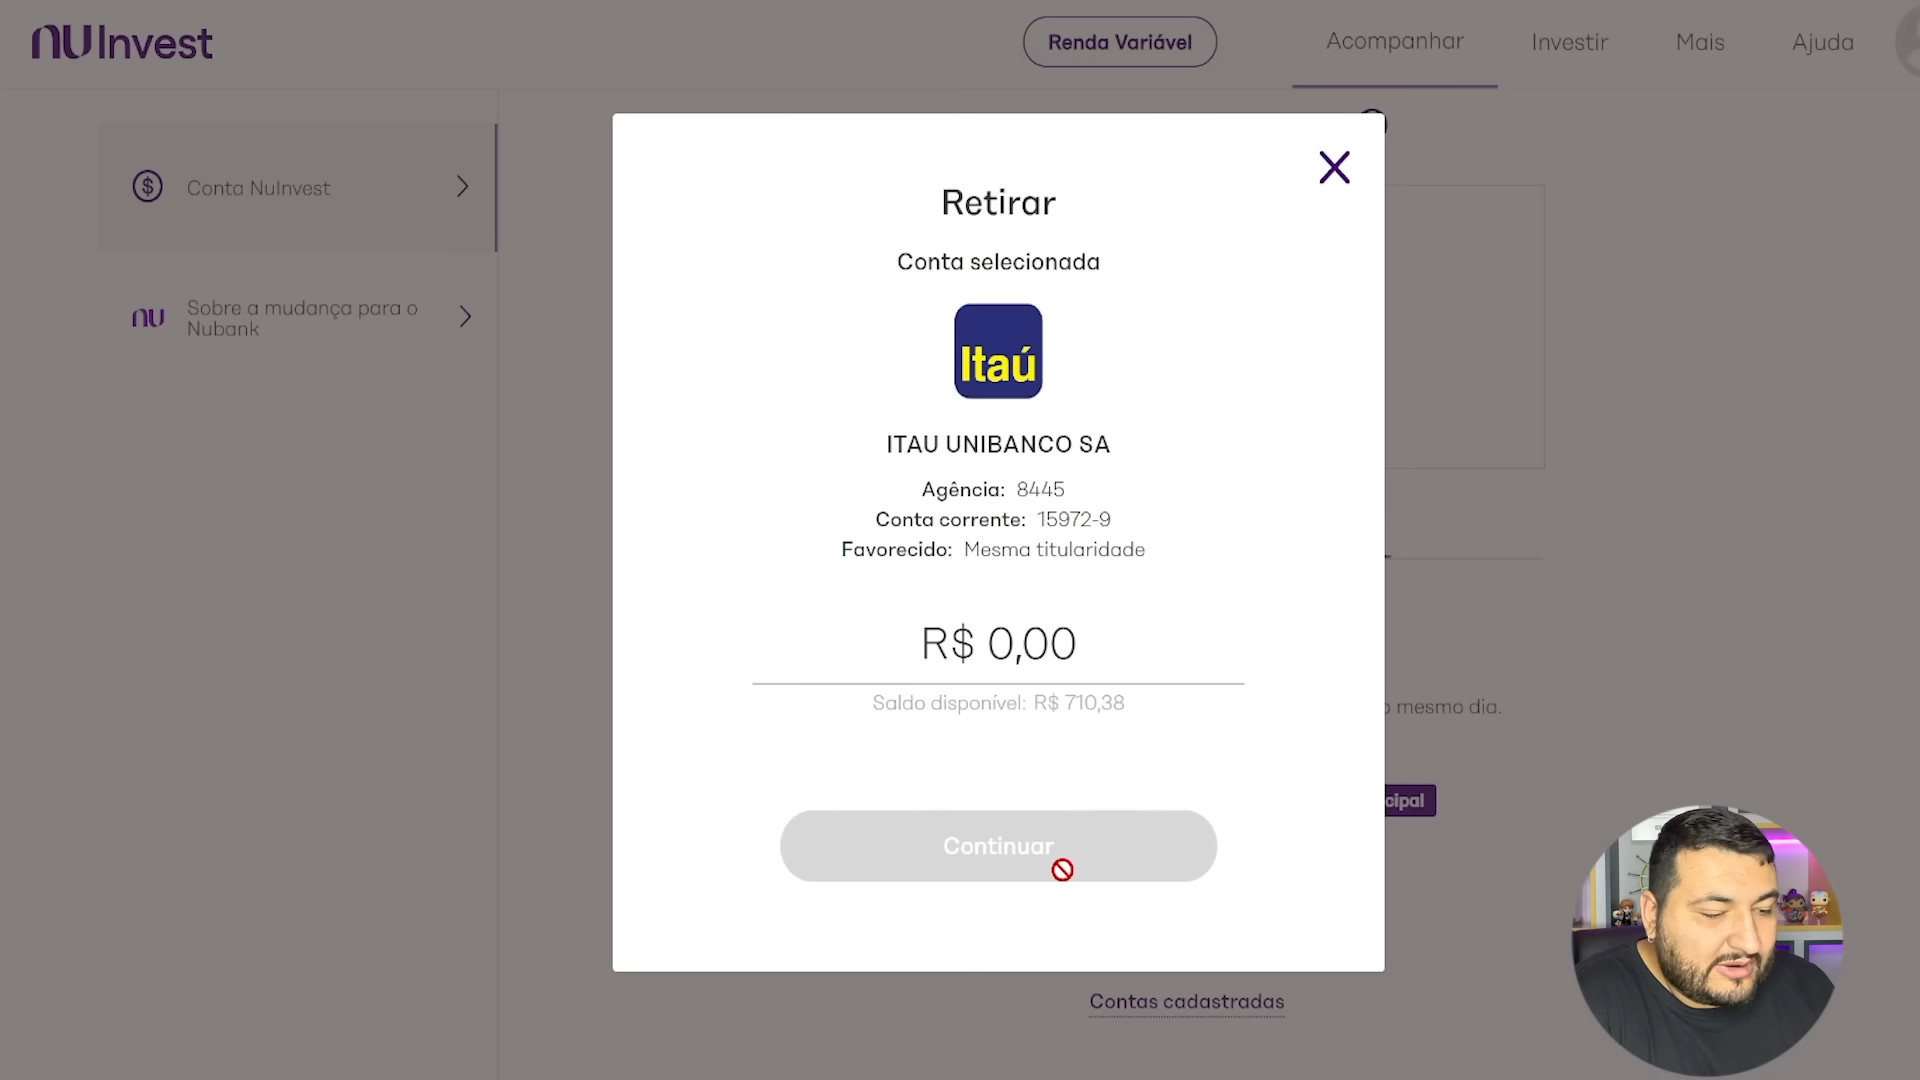 nuInvest
Renda Variável
Acompanhar
Investir
Mais
Ajuda
Conta NuInvest
nu
Sobre a mudança para o
Nubank
Retirar
Conta selecionada
Itaú
ITAU UNIBANCO SA
Agência: 8445
Conta corrente: 15972-9
Favorecido: Mesma titularidade
R$ 0,00
Saldo disponível: R$ 710,38
mesmo dia.
cipal
Continuar
Contas cadastradas